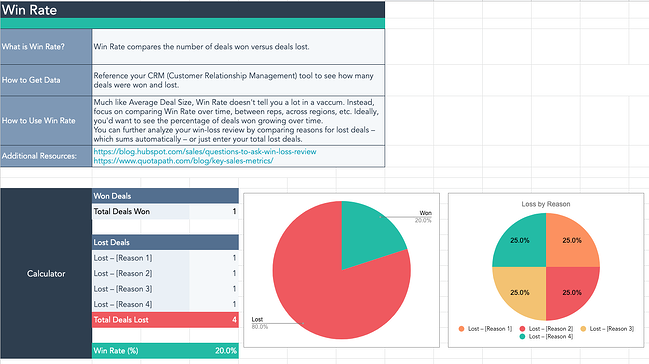 Win Rate
What is Win Rate?
Win Rate compares the number of deals won versus deals lost.
How to Get Data
Reference your CRM (Customer Relationship Management) tool to see how many
deals were won and lost.
How to Use Win Rate
Much like Average Deal Size, Win Rate doesn't tell you a lot in a vaccum. Instead,
focus on comparing Win Rate over time, between reps, across regions, etc. Ideally,
you'd want to see the percentage of deals won growing over time.
You can further analyze your win-loss review by comparing reasons for lost deals –
which sums automatically – or just enter your total lost deals.
Additional Resources:
https://blog.hubspot.com/sales/questions-to-ask-win-loss-review
https://www.quotapath.com/blog/key-sales-metrics/
Calculator
Won Deals
Total Deals Won 1
Lost Deals
Lost – [Reason 1] 1
Lost – [Reason 2] 1
Lost – [Reason 3] 1
Lost – [Reason 4] 1
Total Deals Lost 4
Win Rate (%) 20.0%
Won
20.0%
Lost
80.0%
Loss by Reason
25.0% 25.0%
25.0% 25.0%
Lost – [Reason 1] Lost – [Reason 2] Lost – [Reason 3]
Lost – [Reason 4]